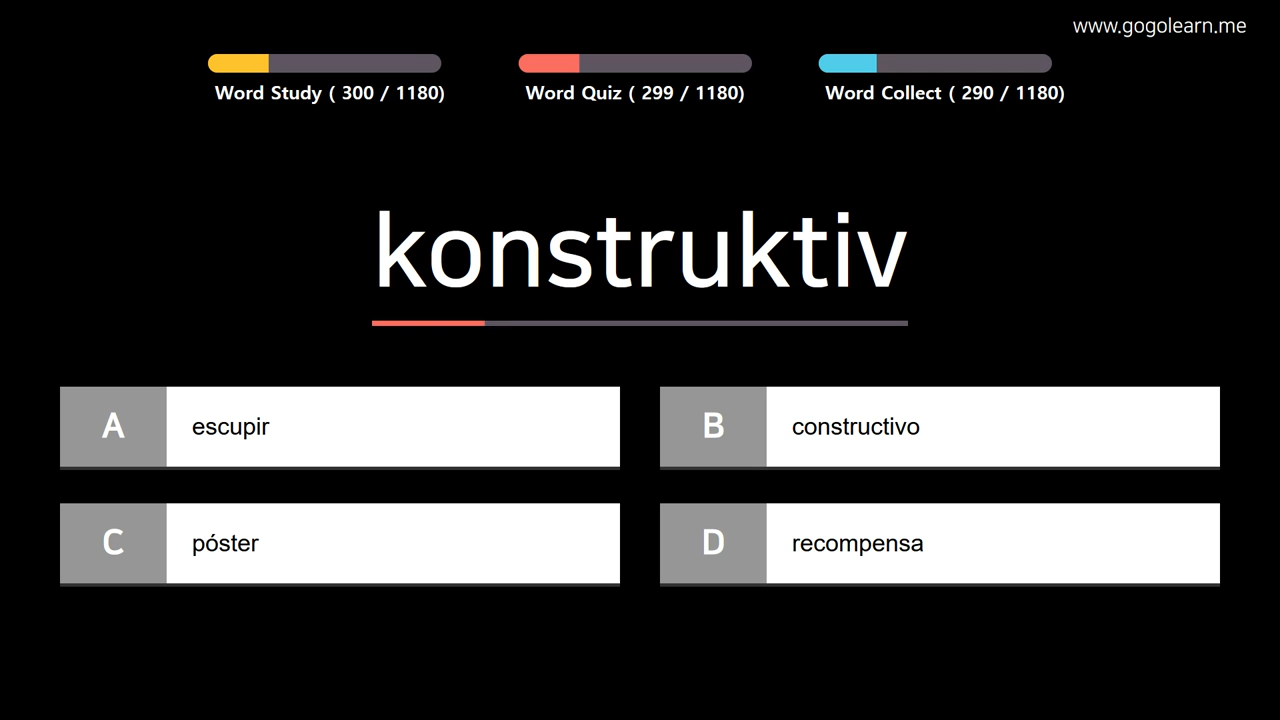 www.gogolearn.me
Word Study ( 300 / 1180)
Word Quiz ( 299 / 1180)
Word Collect ( 290 / 1180)
konstruktiv
A escupir
B constructivo
C póster
D recompensa